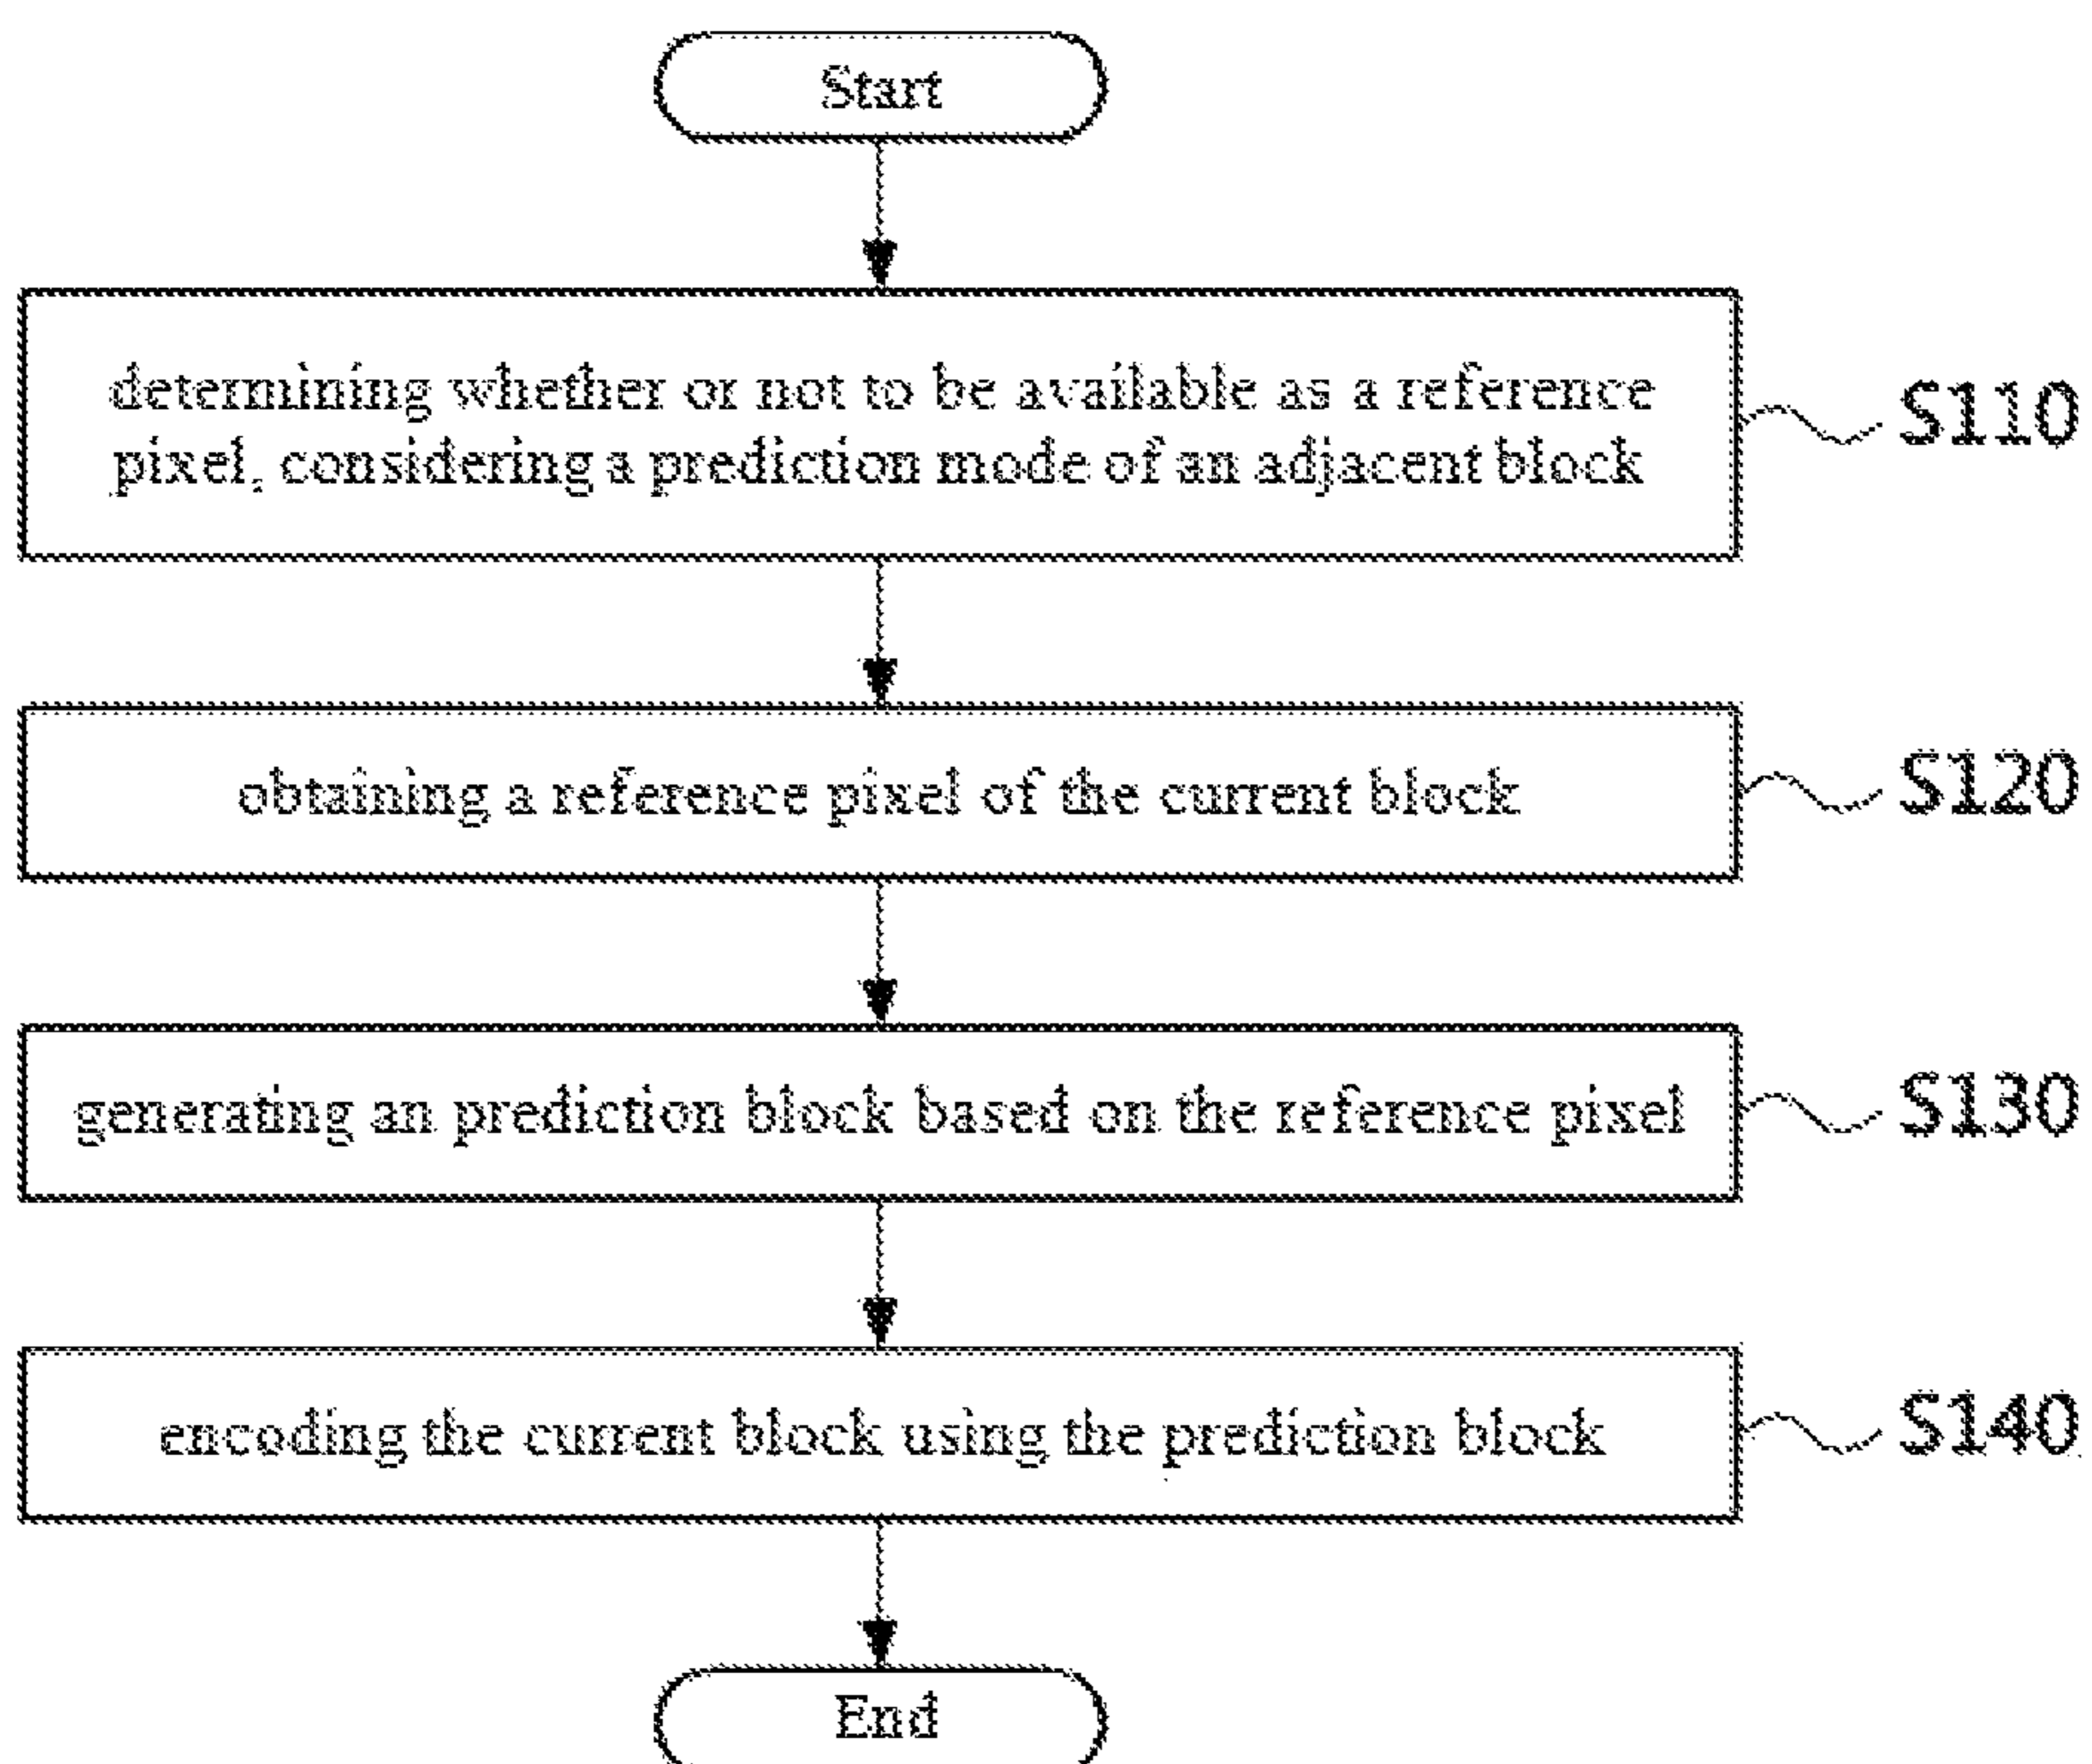 Start
determining whether or not to be available as a reference
pixel, considering a prediction mode of an adjacent block
S110
obtaining a reference pixel of the current block
S120
generating an prediction block based on the reference pixel
S130
encoding the current block using the prediction block
S140
End